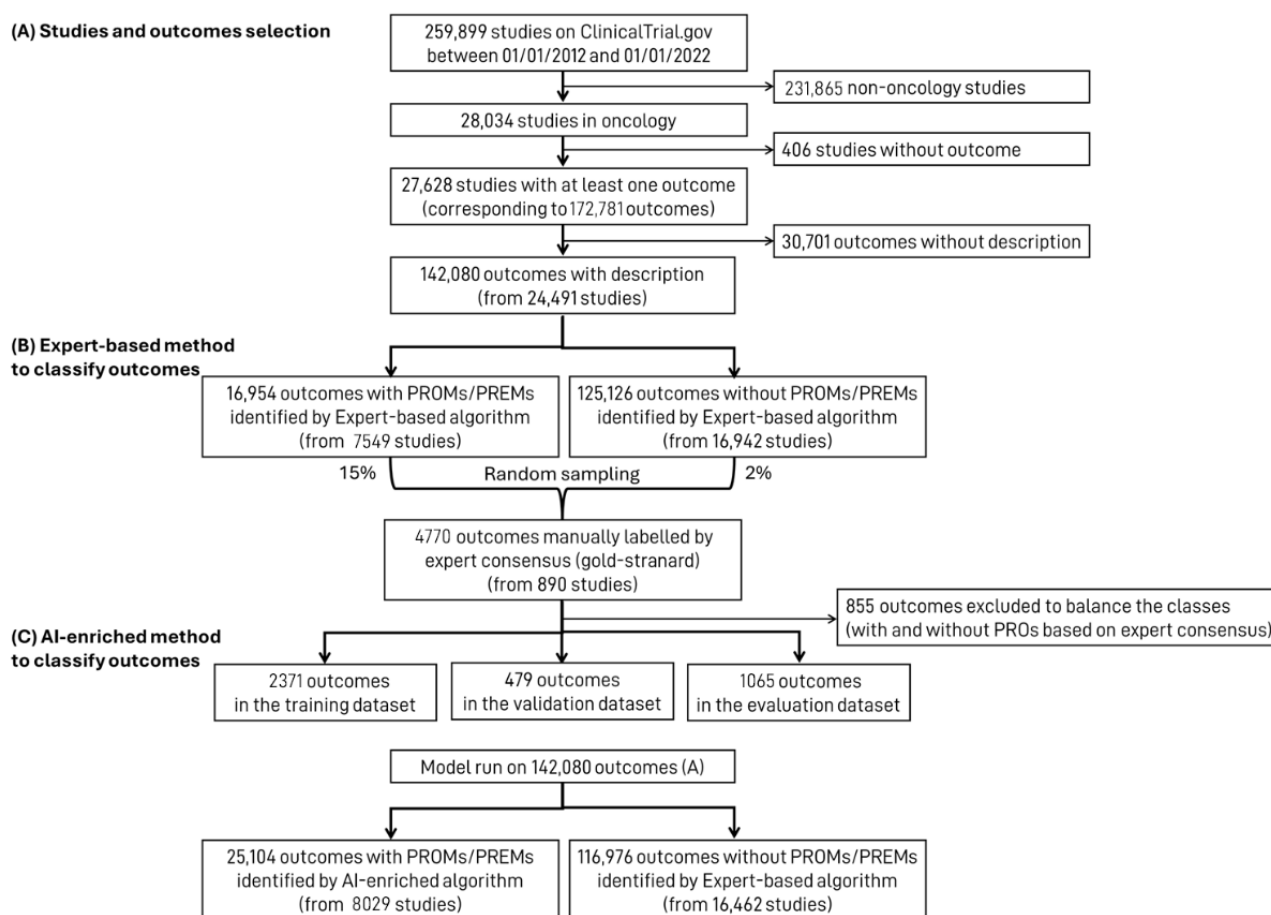 (A) Studies and outcomes selection
259,899 studies on ClinicalTrial.gov
between 01/01/2012 and 01/01/2022
231,865 non-oncology studies
28,034 studies in oncology
406 studies without outcome
27,628 studies with at least one outcome
(corresponding to 172,781 outcomes)
30,701 outcomes without description
142,080 outcomes with description
(from 24,491 studies)
(B) Expert-based method
to classify outcomes
16,954 outcomes with PROMs/PREMs
identified by Expert-based algorithm
(from 7549 studies)
125,126 outcomes without PROMs/PREMs
identified by Expert-based algorithm
(from 16,942 studies)
15%
Random sampling
2%
4770 outcomes manually labelled by
expert consensus (gold-stranard)
(from 890 studies)
855 outcomes excluded to balance the classes
(with and without PROs based on expert consensus)
(C) AI-enriched method
to classify outcomes
2371 outcomes
in the training dataset
479 outcomes
in the validation dataset
1065 outcomes
in the evaluation dataset
Model run on 142,080 outcomes (A)
25,104 outcomes with PROMs/PREMs
identified by AI-enriched algorithm
(from 8029 studies)
116,976 outcomes without PROMs/PREMs
identified by Expert-based algorithm
(from 16,462 studies)